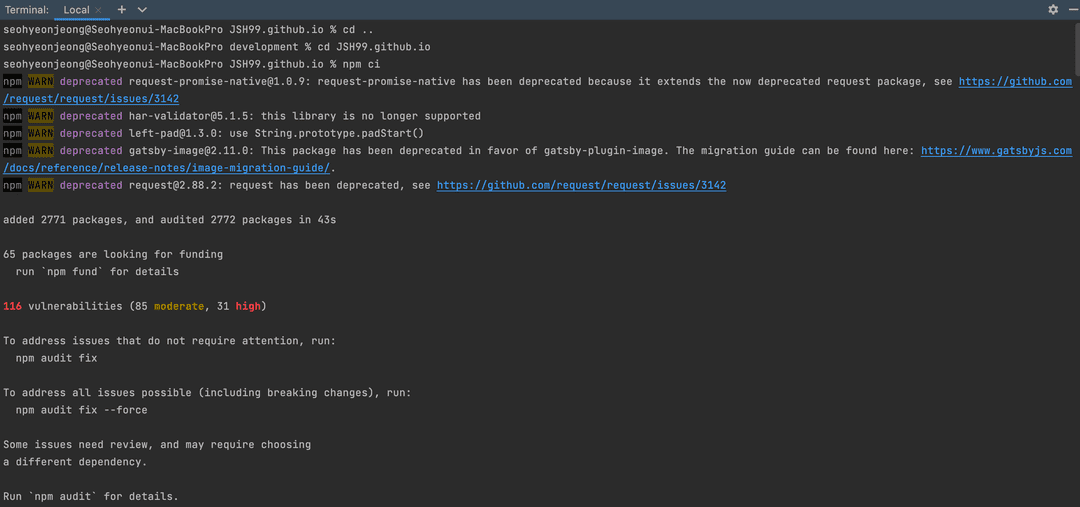 Terminal: Local × +
seohyeonjeong@Seohyeonui-MacBookPro JSH99.github.io % cd ..
seohyeonjeong@Seohyeonui-MacBookPro development % cd JSH99.github.io
seohyeonjeong@Seohyeonui-MacBookPro JSH99.github.io % npm ci
npm WARN deprecated request-promise-native@1.0.9: request-promise-native has been deprecated because it extends the now deprecated request package, see https://github.com
/request/request/issues/3142
npm WARN deprecated har-validator@5.1.5: this library is no longer supported
npm WARN deprecated left-pad@1.3.0: use String.prototype.padStart()
npm WARN deprecated gatsby-image@2.11.0: This package has been deprecated in favor of gatsby-plugin-image. The migration guide can be found here: https://www.gatsbyjs.com
/docs/reference/release-notes/image-migration-guide/.
npm WARN deprecated request@2.88.2: request has been deprecated, see https://github.com/request/request/issues/3142
added 2771 packages, and audited 2772 packages in 43s
65 packages are looking for funding
run `npm fund` for details
116 vulnerabilities (85 moderate, 31 high)
To address issues that do not require attention, run:
npm audit fix
To address all issues possible (including breaking changes), run:
npm audit fix --force
Some issues need review, and may require choosing
a different dependency.
Run `npm audit` for details.